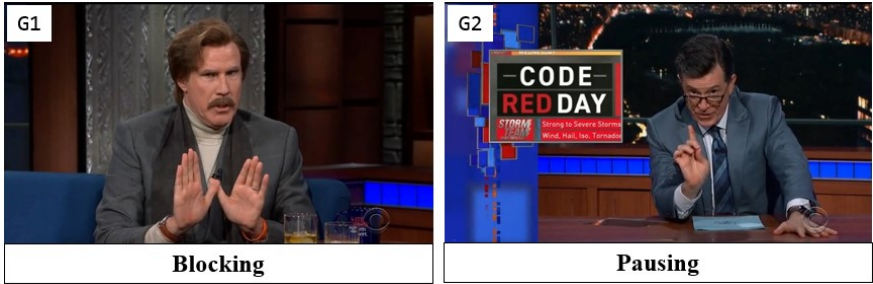 G1
G2
CODE
RED DAY
STORM
TEAM
Strong to Severe Storms
Wind, Hail, Iso, Tornado
Blocking
Pausing